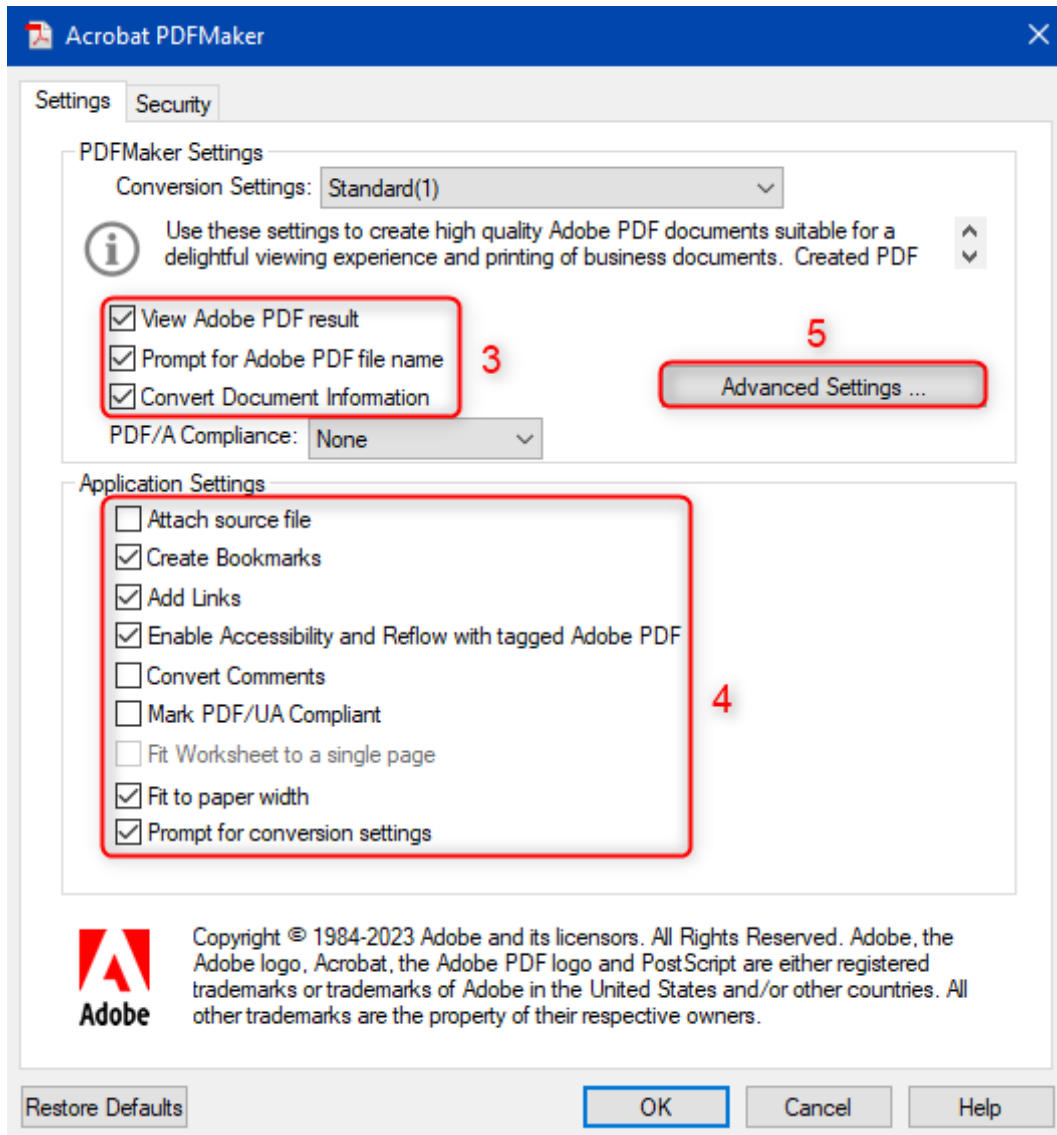 Acrobat PDFMaker
Settings
Security
PDFMaker Settings
Conversion Settings: Standard(1)
Use these settings to create high quality Adobe PDF documents suitable for a
delightful viewing experience and printing of business documents. Created PDF
View Adobe PDF result
Prompt for Adobe PDF file name
Convert Document Information
3
5
Advanced Settings ...
PDF/A Compliance: None
Application Settings
Attach source file
Create Bookmarks
Add Links
Enable Accessibility and Reflow with tagged Adobe PDF
Convert Comments
Mark PDF/UA Compliant
Fit Worksheet to a single page
Fit to paper width
Prompt for conversion settings
4
Adobe
Copyright © 1984-2023 Adobe and its licensors. All Rights Reserved. Adobe, the
Adobe logo, Acrobat, the Adobe PDF logo and PostScript are either registered
trademarks or trademarks of Adobe in the United States and/or other countries. All
other trademarks are the property of their respective owners.
Restore Defaults
OK
Cancel
Help